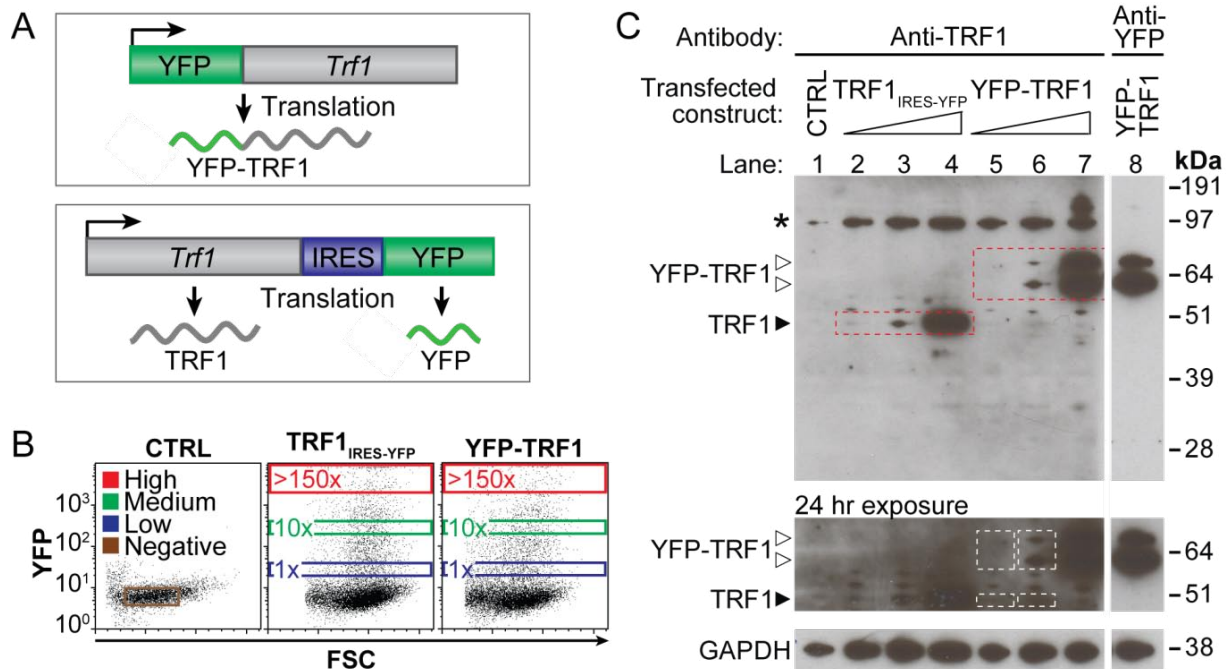 A
YFP
Trf1
Translation
YFP-TRF1
Trf1
IRES
YFP
Translation
TRF1
YFP
B
CTRL
TRF1IRES-YFP
YFP-TRF1
High
Medium
Low
Negative
>150x
10x
1x
>150x
10x
1x
YFP
10³
10²
10¹
10⁰
FSC
C
Antibody:
Anti-TRF1
Anti-YFP
Transfected construct:
CTRL
TRF1IRES-YFP
YFP-TRF1
YFP-TRF1
Lane: 1 2 3 4 5 6 7 8
kDa
*
YFP-TRF1
TRF1
191
97
64
51
39
28
24 hr exposure
YFP-TRF1
TRF1
64
51
GAPDH
38